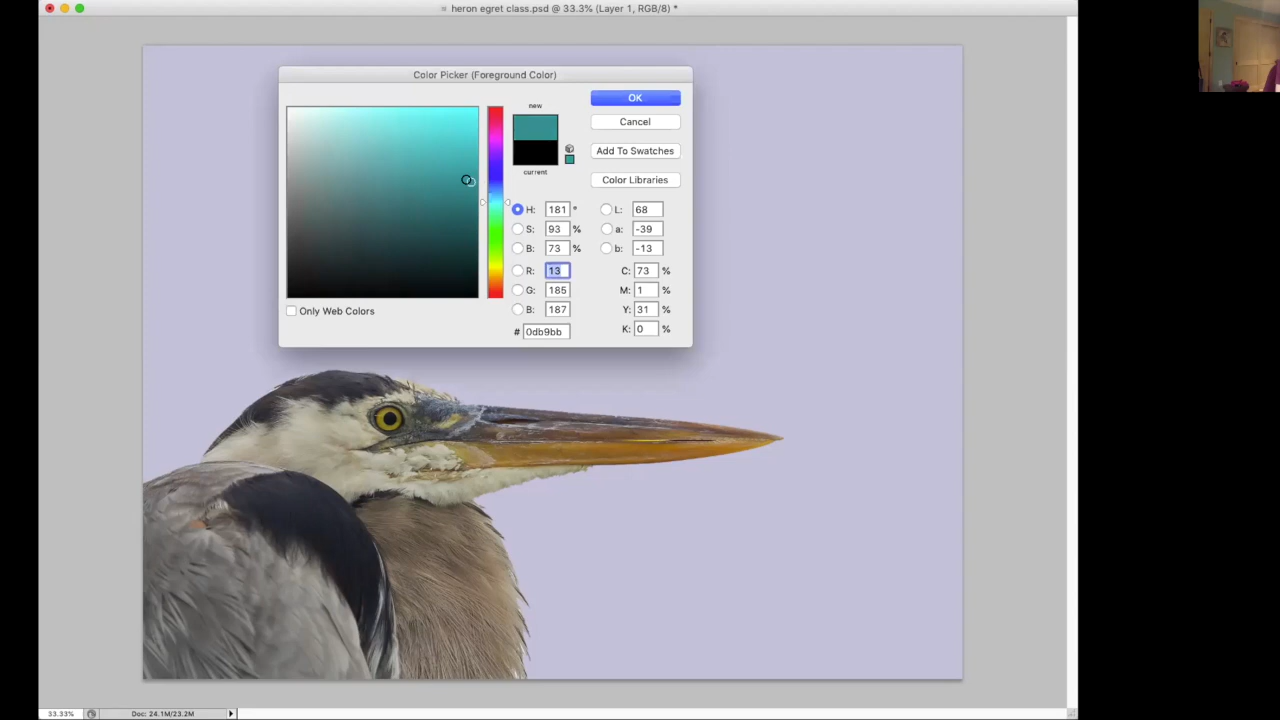 heron egret class.psd @ 33.3% (Layer 1, RGB/8) *
Color Picker (Foreground Color)
new
current
OK
Cancel
Add To Swatches
Color Libraries
H: 181 °
L: 68
S: 93 %
a: -39
B: 73 %
b: -13
R: 13
C: 73 %
G: 185
M: 1 %
B: 187
Y: 31 %
# 0db9bb
K: 0 %
Only Web Colors
33.33%
Doc: 24.1M/23.2M